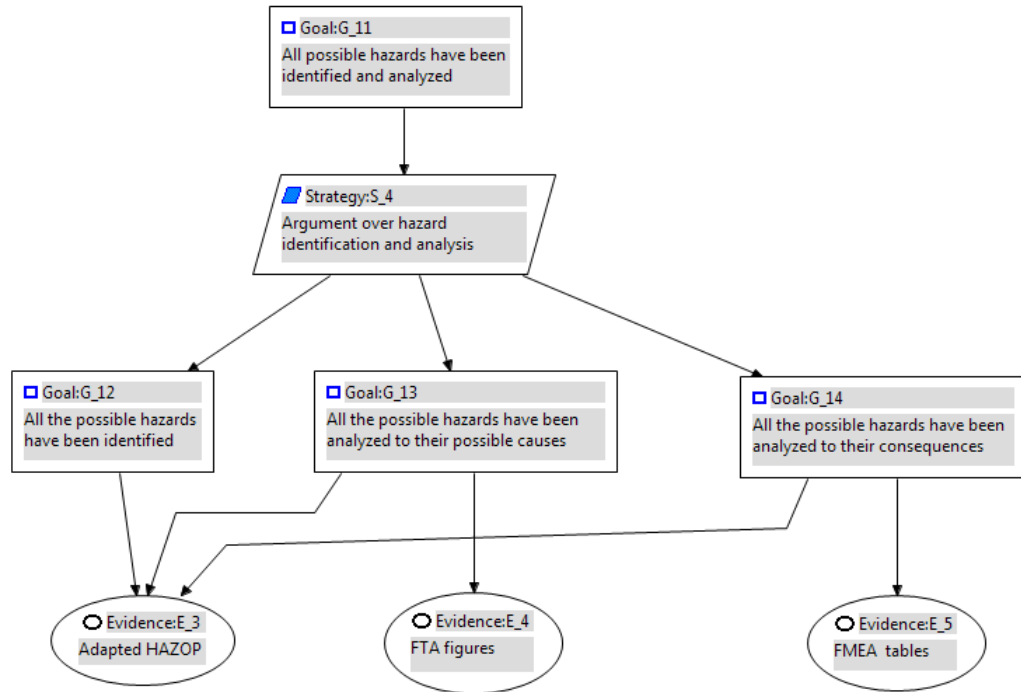 Goal:G_11
All possible hazards have been
identified and analyzed
Strategy:S_4
Argument over hazard
identification and analysis
Goal:G_12
All the possible hazards
have been identified
Goal:G_13
All the possible hazards have been
analyzed to their possible causes
Goal:G_14
All the possible hazards have been
analyzed to their consequences
Evidence:E_3
Adapted HAZOP
Evidence:E_4
FTA figures
Evidence:E_5
FMEA  tables